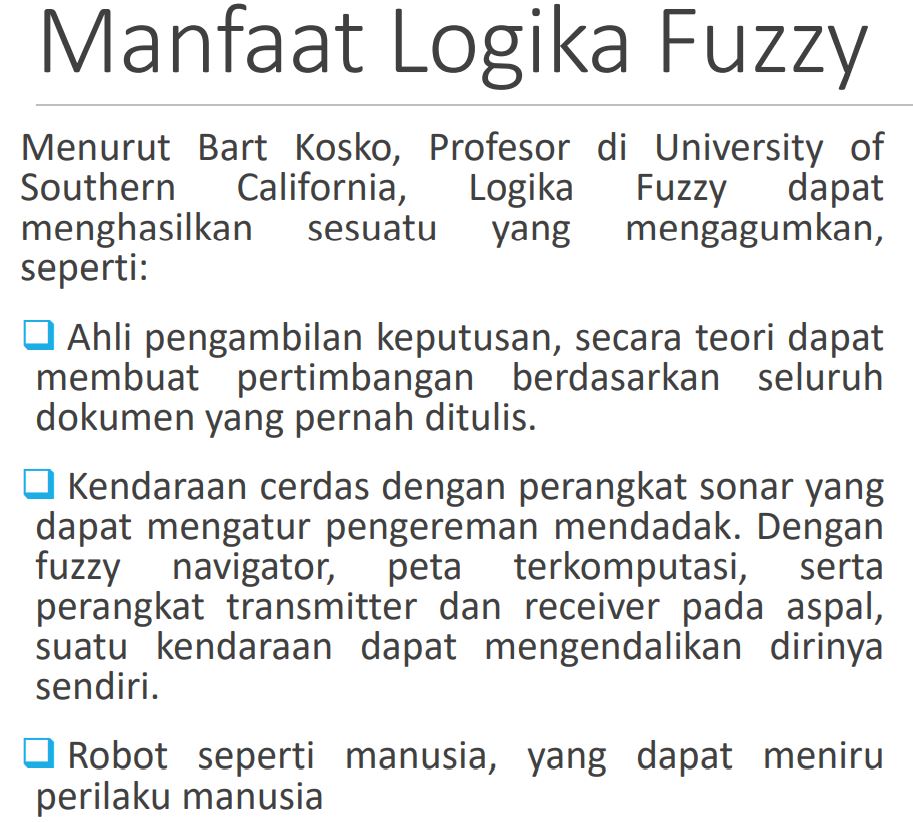 Manfaat Logika Fuzzy
Menurut Bart Kosko, Profesor di University of
Southern California, Logika Fuzzy dapat
menghasilkan sesuatu yang mengagumkan,
seperti:
❑ Ahli pengambilan keputusan, secara teori dapat
membuat pertimbangan berdasarkan seluruh
dokumen yang pernah ditulis.
❑ Kendaraan cerdas dengan perangkat sonar yang
dapat mengatur pengereman mendadak. Dengan
fuzzy navigator, peta terkomputasi, serta
perangkat transmitter dan receiver pada aspal,
suatu kendaraan dapat mengendalikan dirinya
sendiri.
❑ Robot seperti manusia, yang dapat meniru
perilaku manusia